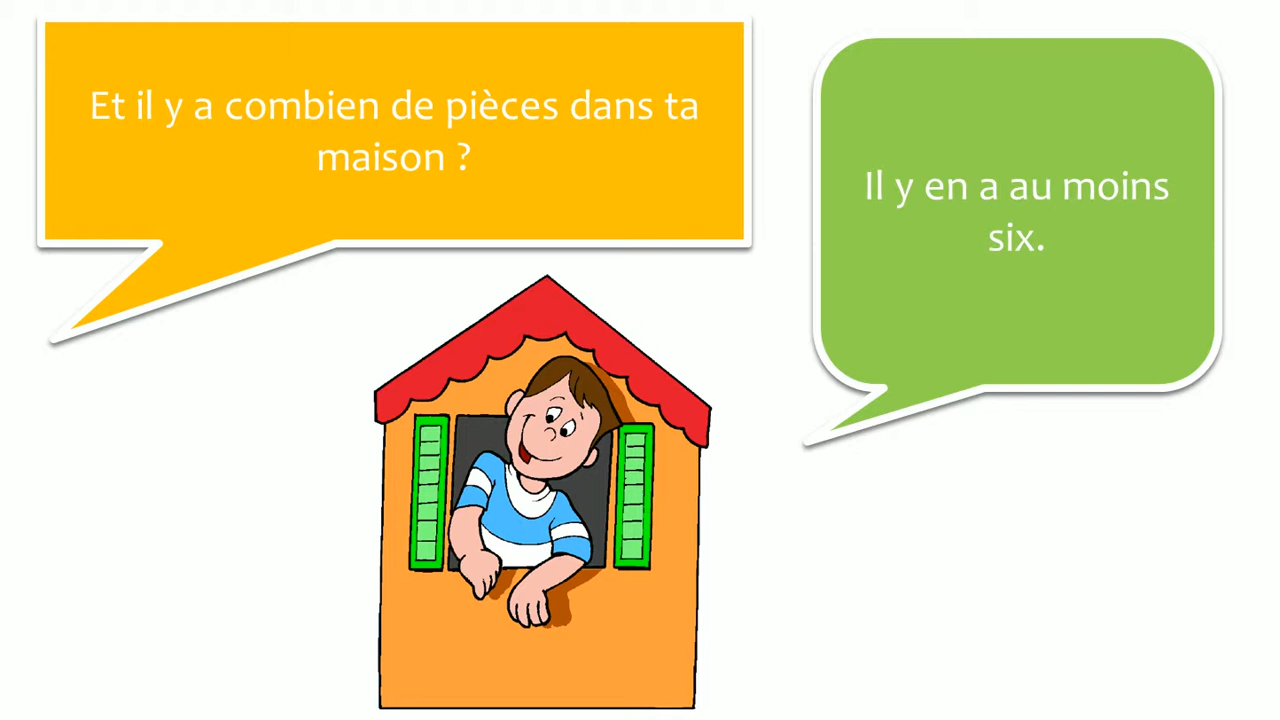 Et il y a combien de pièces dans ta
maison ?
Il y en a au moins
six.